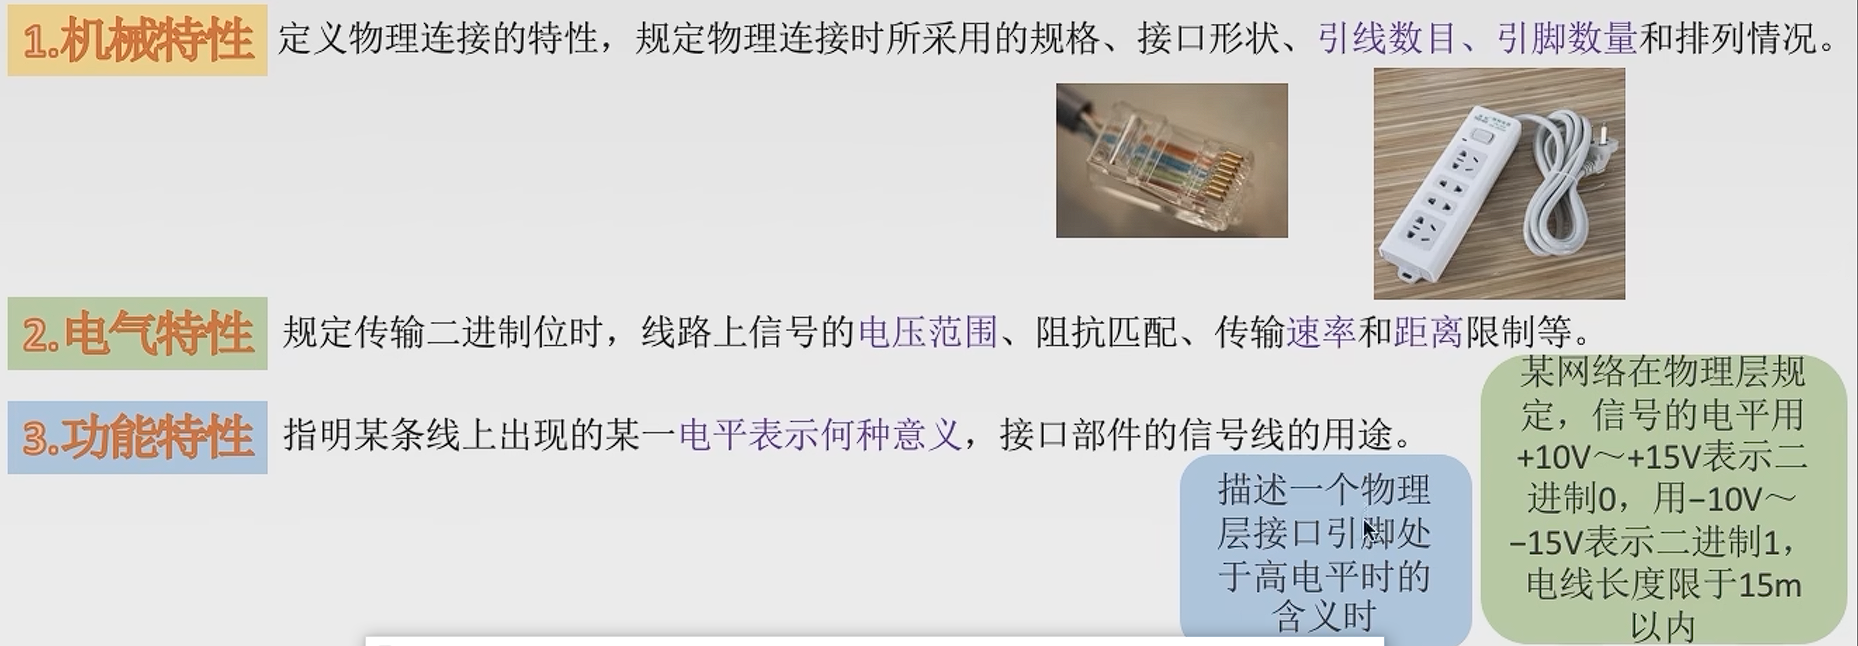 1.机械特性 定义物理连接的特性，规定物理连接时所采用的规格、接口形状、引线数目、引脚数量和排列情况。
2.电气特性 规定传输二进制位时，线路上信号的电压范围、阻抗匹配、传输速率和距离限制等。
3.功能特性 指明某条线上出现的某一电平表示何种意义，接口部件的信号线的用途。
描述一个物理
层接口引脚处
于高电平时的
含义时
某网络在物理层规
定，信号的电平用
+10V～+15V表示二
进制0，用−10V～
−15V表示二进制1，
电线长度限于15m
以内